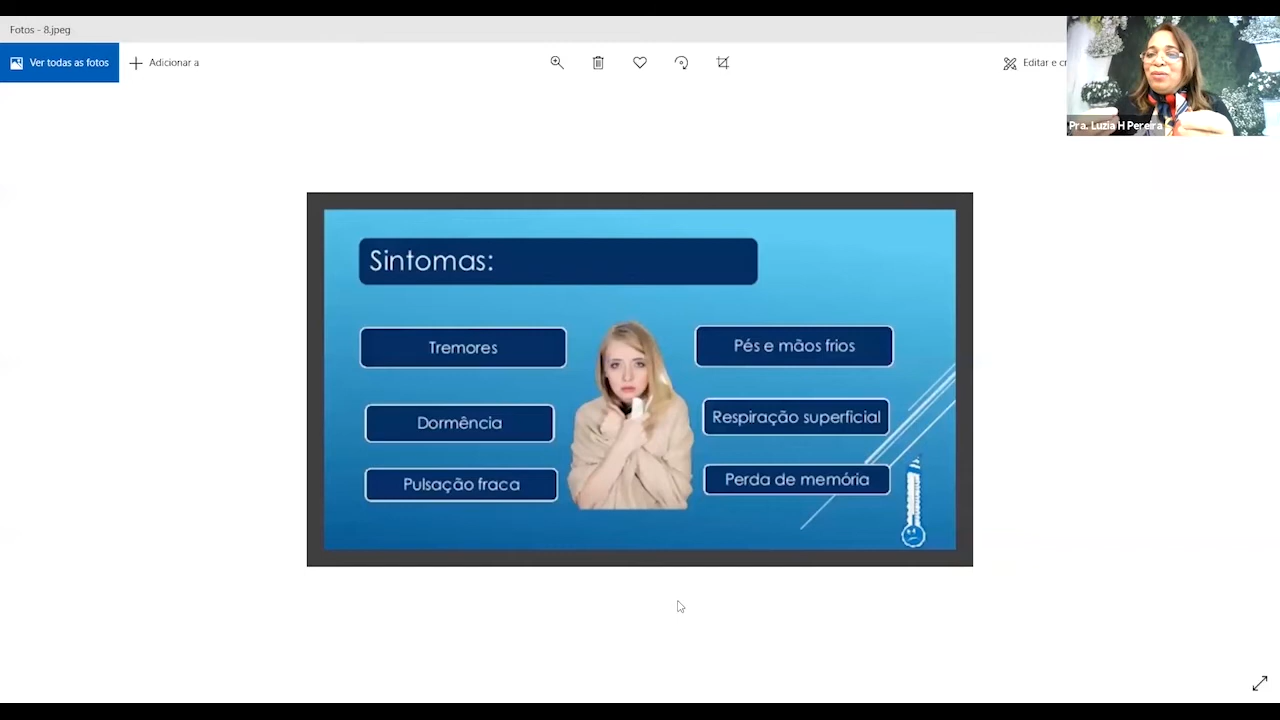 Fotos - 8.jpeg
Ver todas as fotos
Adicionar a
Editar e cr
Pra. Luzia H Pereira
Sintomas:
Tremores
Pés e mãos frios
Dormência
Respiração superficial
Pulsação fraca
Perda de memória